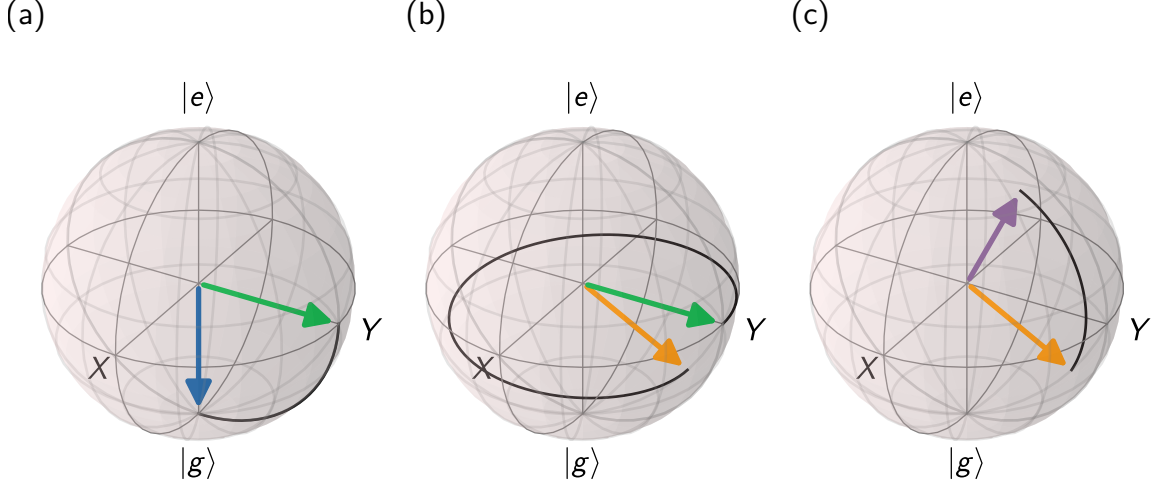 (a) (b) (c)
|e⟩ |e⟩ |e⟩
Y Y Y
X X X
|g⟩ |g⟩ |g⟩